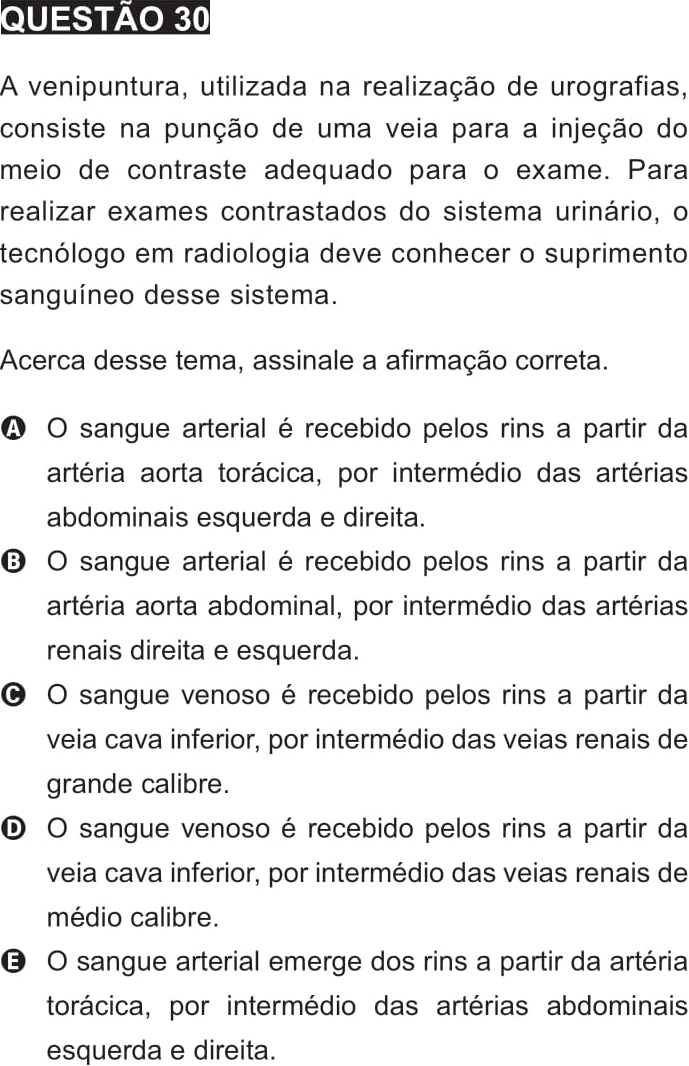 QUESTÃO 30
A venipuntura, utilizada na realização de urografias,
consiste na punção de uma veia para a injeção do
meio de contraste adequado para o exame. Para
realizar exames contrastados do sistema urinário, o
tecnólogo em radiologia deve conhecer o suprimento
sanguíneo desse sistema.
Acerca desse tema, assinale a afirmação correta.
A O sangue arterial é recebido pelos rins a partir da
artéria aorta torácica, por intermédio das artérias
abdominais esquerda e direita.
B O sangue arterial é recebido pelos rins a partir da
artéria aorta abdominal, por intermédio das artérias
renais direita e esquerda.
C O sangue venoso é recebido pelos rins a partir da
veia cava inferior, por intermédio das veias renais de
grande calibre.
D O sangue venoso é recebido pelos rins a partir da
veia cava inferior, por intermédio das veias renais de
médio calibre.
E O sangue arterial emerge dos rins a partir da artéria
torácica, por intermédio das artérias abdominais
esquerda e direita.